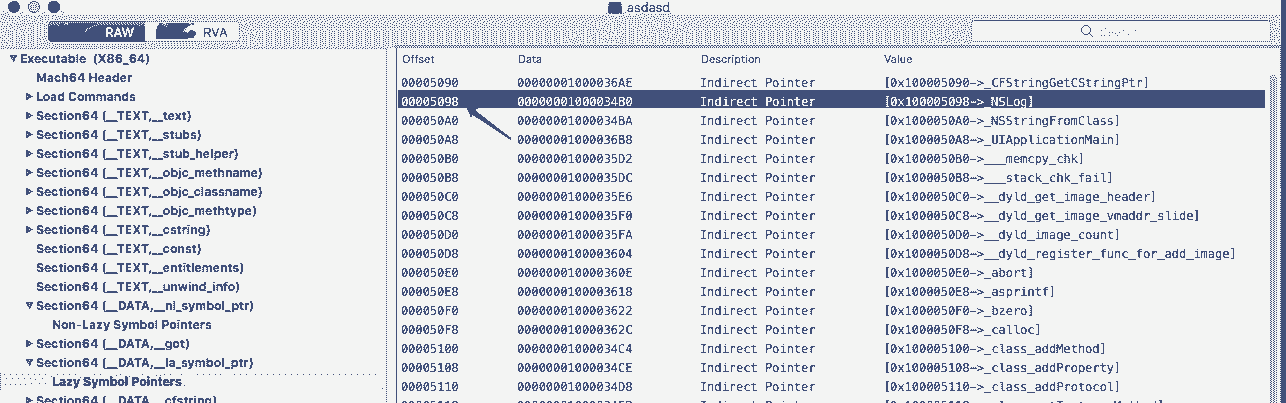 asdasd
RAW RVA
Search
Executable (X86_64)
Mach64 Header
Load Commands
Section64 (__TEXT,__text)
Section64 (__TEXT,__stubs)
Section64 (__TEXT,__stub_helper)
Section64 (__TEXT,__objc_methname)
Section64 (__TEXT,__objc_classname)
Section64 (__TEXT,__objc_methtype)
Section64 (__TEXT,__cstring)
Section64 (__TEXT,__const)
Section64 (__TEXT,__entitlements)
Section64 (__TEXT,__unwind_info)
Section64 (__DATA,__nl_symbol_ptr)
Non-Lazy Symbol Pointers
Section64 (__DATA,__got)
Section64 (__DATA,__la_symbol_ptr)
Lazy Symbol Pointers
Section64 (__DATA,__cfstring)
Offset Data Description Value
00005090 00000001000036AE Indirect Pointer [0x100005090->_CFStringGetCStringPtr]
00005098 00000001000034B0 Indirect Pointer [0x100005098->_NSLog]
000050A0 00000001000034BA Indirect Pointer [0x1000050A0->_NSStringFromClass]
000050A8 00000001000036B8 Indirect Pointer [0x1000050A8->_UIApplicationMain]
000050B0 00000001000035D2 Indirect Pointer [0x1000050B0->___memcpy_chk]
000050B8 00000001000035DC Indirect Pointer [0x1000050B8->___stack_chk_fail]
000050C0 00000001000035E6 Indirect Pointer [0x1000050C0->__dyld_get_image_header]
000050C8 00000001000035F0 Indirect Pointer [0x1000050C8->__dyld_get_image_vmaddr_slide]
000050D0 00000001000035FA Indirect Pointer [0x1000050D0->__dyld_image_count]
000050D8 0000000100003604 Indirect Pointer [0x1000050D8->__dyld_register_func_for_add_image]
000050E0 000000010000360E Indirect Pointer [0x1000050E0->_abort]
000050E8 0000000100003618 Indirect Pointer [0x1000050E8->_asprintf]
000050F0 0000000100003622 Indirect Pointer [0x1000050F0->_bzero]
000050F8 000000010000362C Indirect Pointer [0x1000050F8->_calloc]
00005100 00000001000034C4 Indirect Pointer [0x100005100->_class_addMethod]
00005108 00000001000034CE Indirect Pointer [0x100005108->_class_addProperty]
00005110 00000001000034D8 Indirect Pointer [0x100005110->_class_addProtocol]